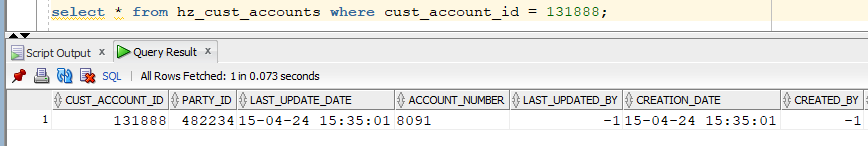 select * from hz_cust_accounts where cust_account_id = 131888;
Script Output x Query Result x
SQL | All Rows Fetched: 1 in 0.073 seconds
CUST_ACCOUNT_ID PARTY_ID LAST_UPDATE_DATE ACCOUNT_NUMBER LAST_UPDATED_BY CREATION_DATE CREATED_BY
1 131888 482234 15-04-24 15:35:01 8091 -1 15-04-24 15:35:01 -1